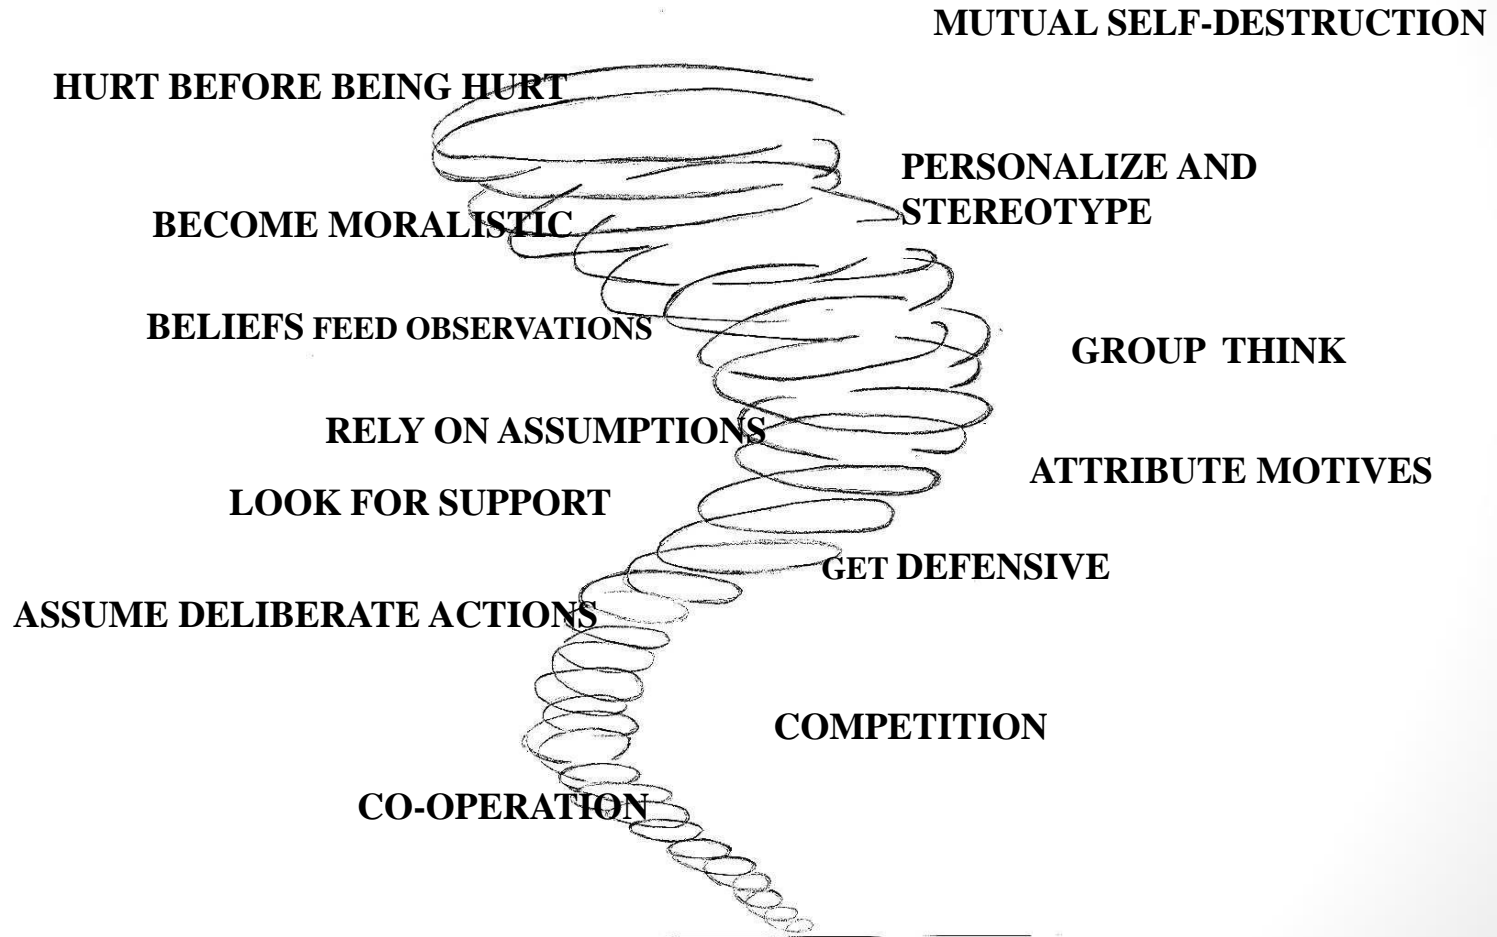 MUTUAL SELF-DESTRUCTION
HURT BEFORE BEING HURT
PERSONALIZE AND
STEREOTYPE
BECOME MORALISTIC
BELIEFS FEED OBSERVATIONS
GROUP THINK
RELY ON ASSUMPTIONS
ATTRIBUTE MOTIVES
LOOK FOR SUPPORT
GET DEFENSIVE
ASSUME DELIBERATE ACTIONS
COMPETITION
CO-OPERATION